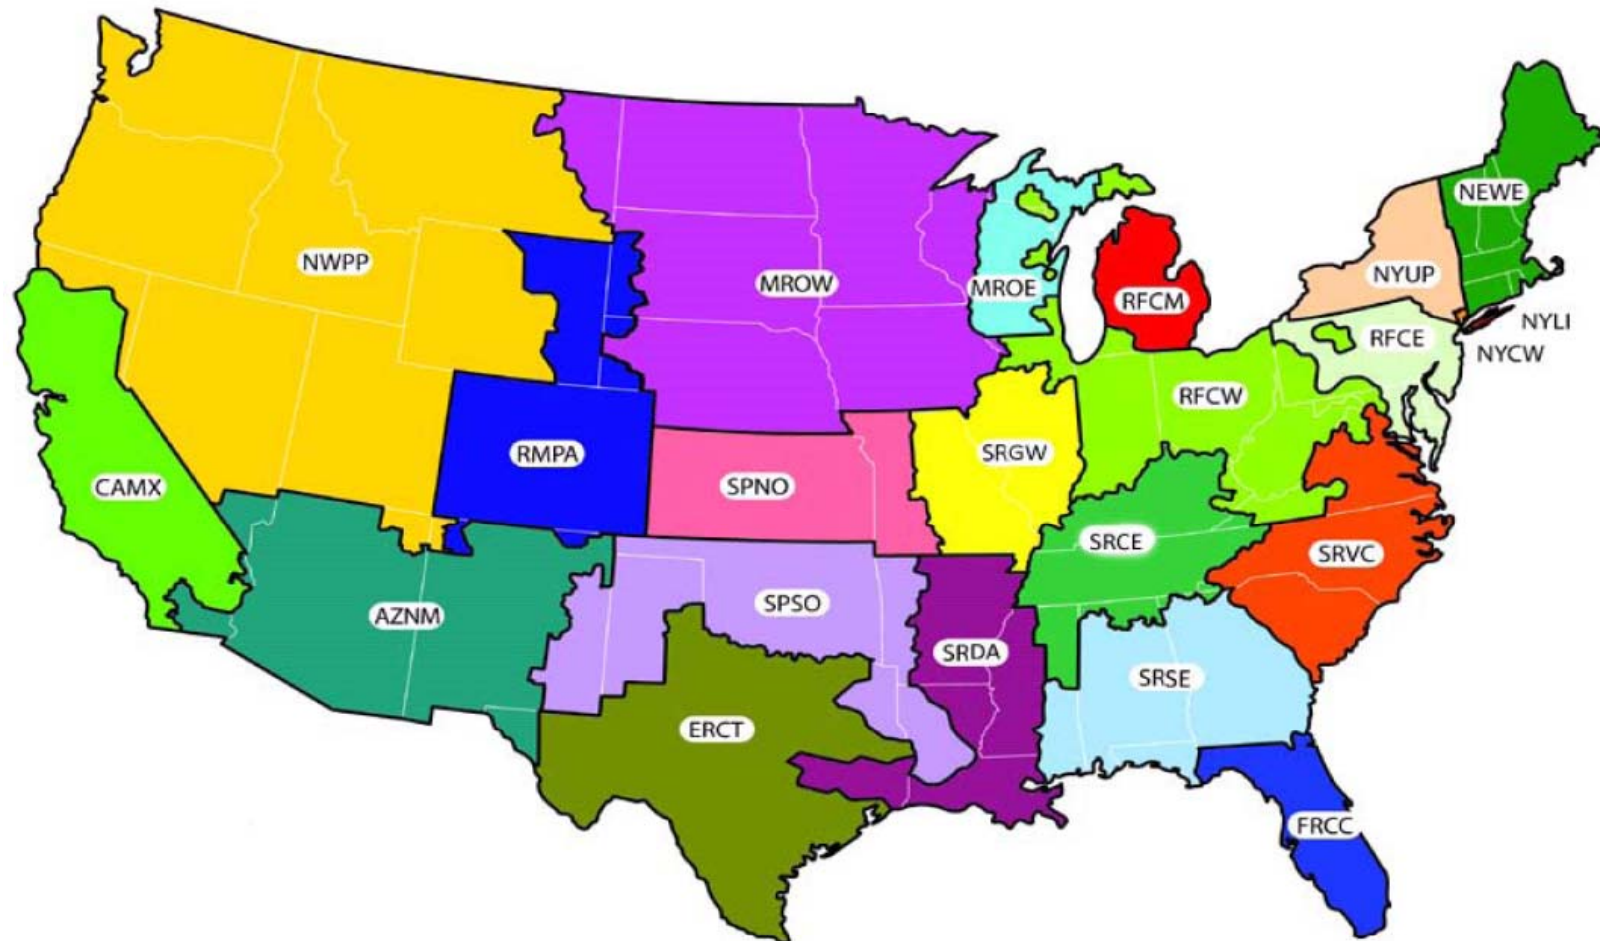 NEWE
NWPP
NYUP
MROW
MROE
RFCM
NYLI
RFCE
NYCW
RFCW
RMPA
SRGW
CAMX
SPNO
SRCE
SRVC
AZNM
SPSO
SRDA
SRSE
ERCT
FRCC